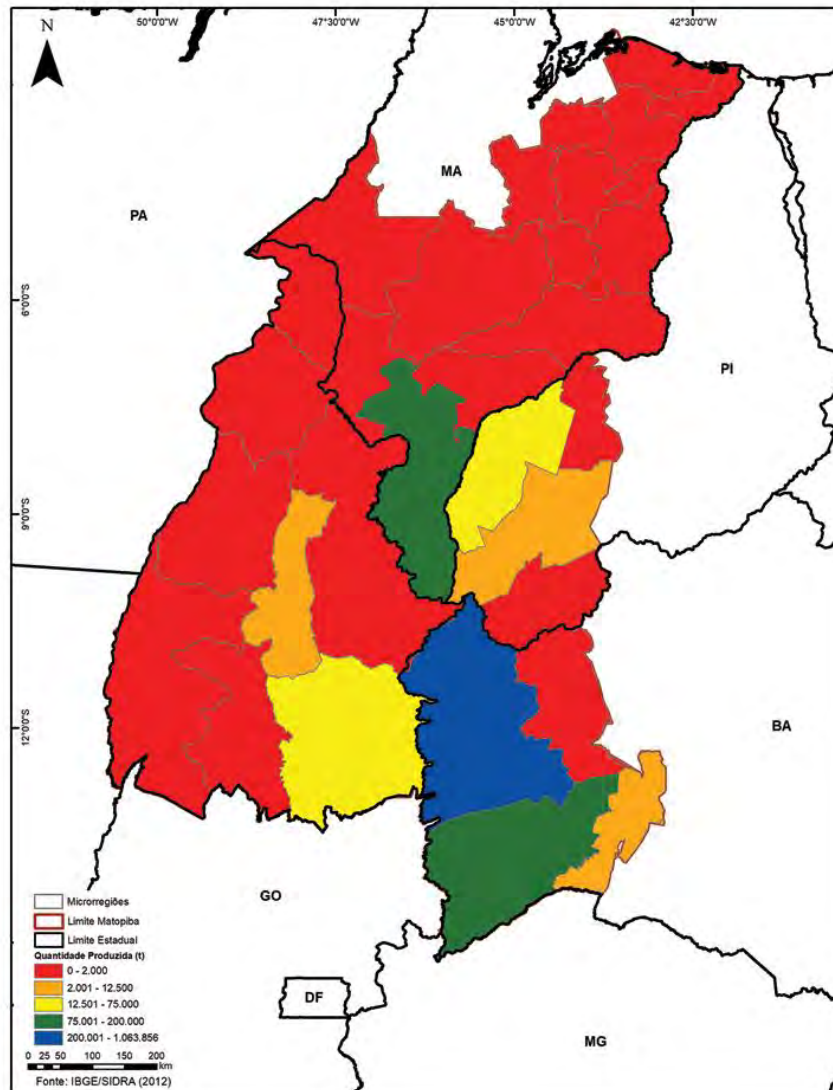 50°0'0"W 47°30'0"W 45°0'0"W 42°30'0"W
N
MA
PA
6°0'0"S
PI
9°0'0"S
12°0'0"S
BA
GO
DF
MG
Microrregiões
Limite Matopiba
Limite Estadual
Quantidade Produzida (t)
0 - 2.000
2.001 - 12.500
12.501 - 75.000
75.001 - 200.000
200.001 - 1.063.856
0 25 50 100 150 200
km
Fonte: IBGE/SIDRA (2012)